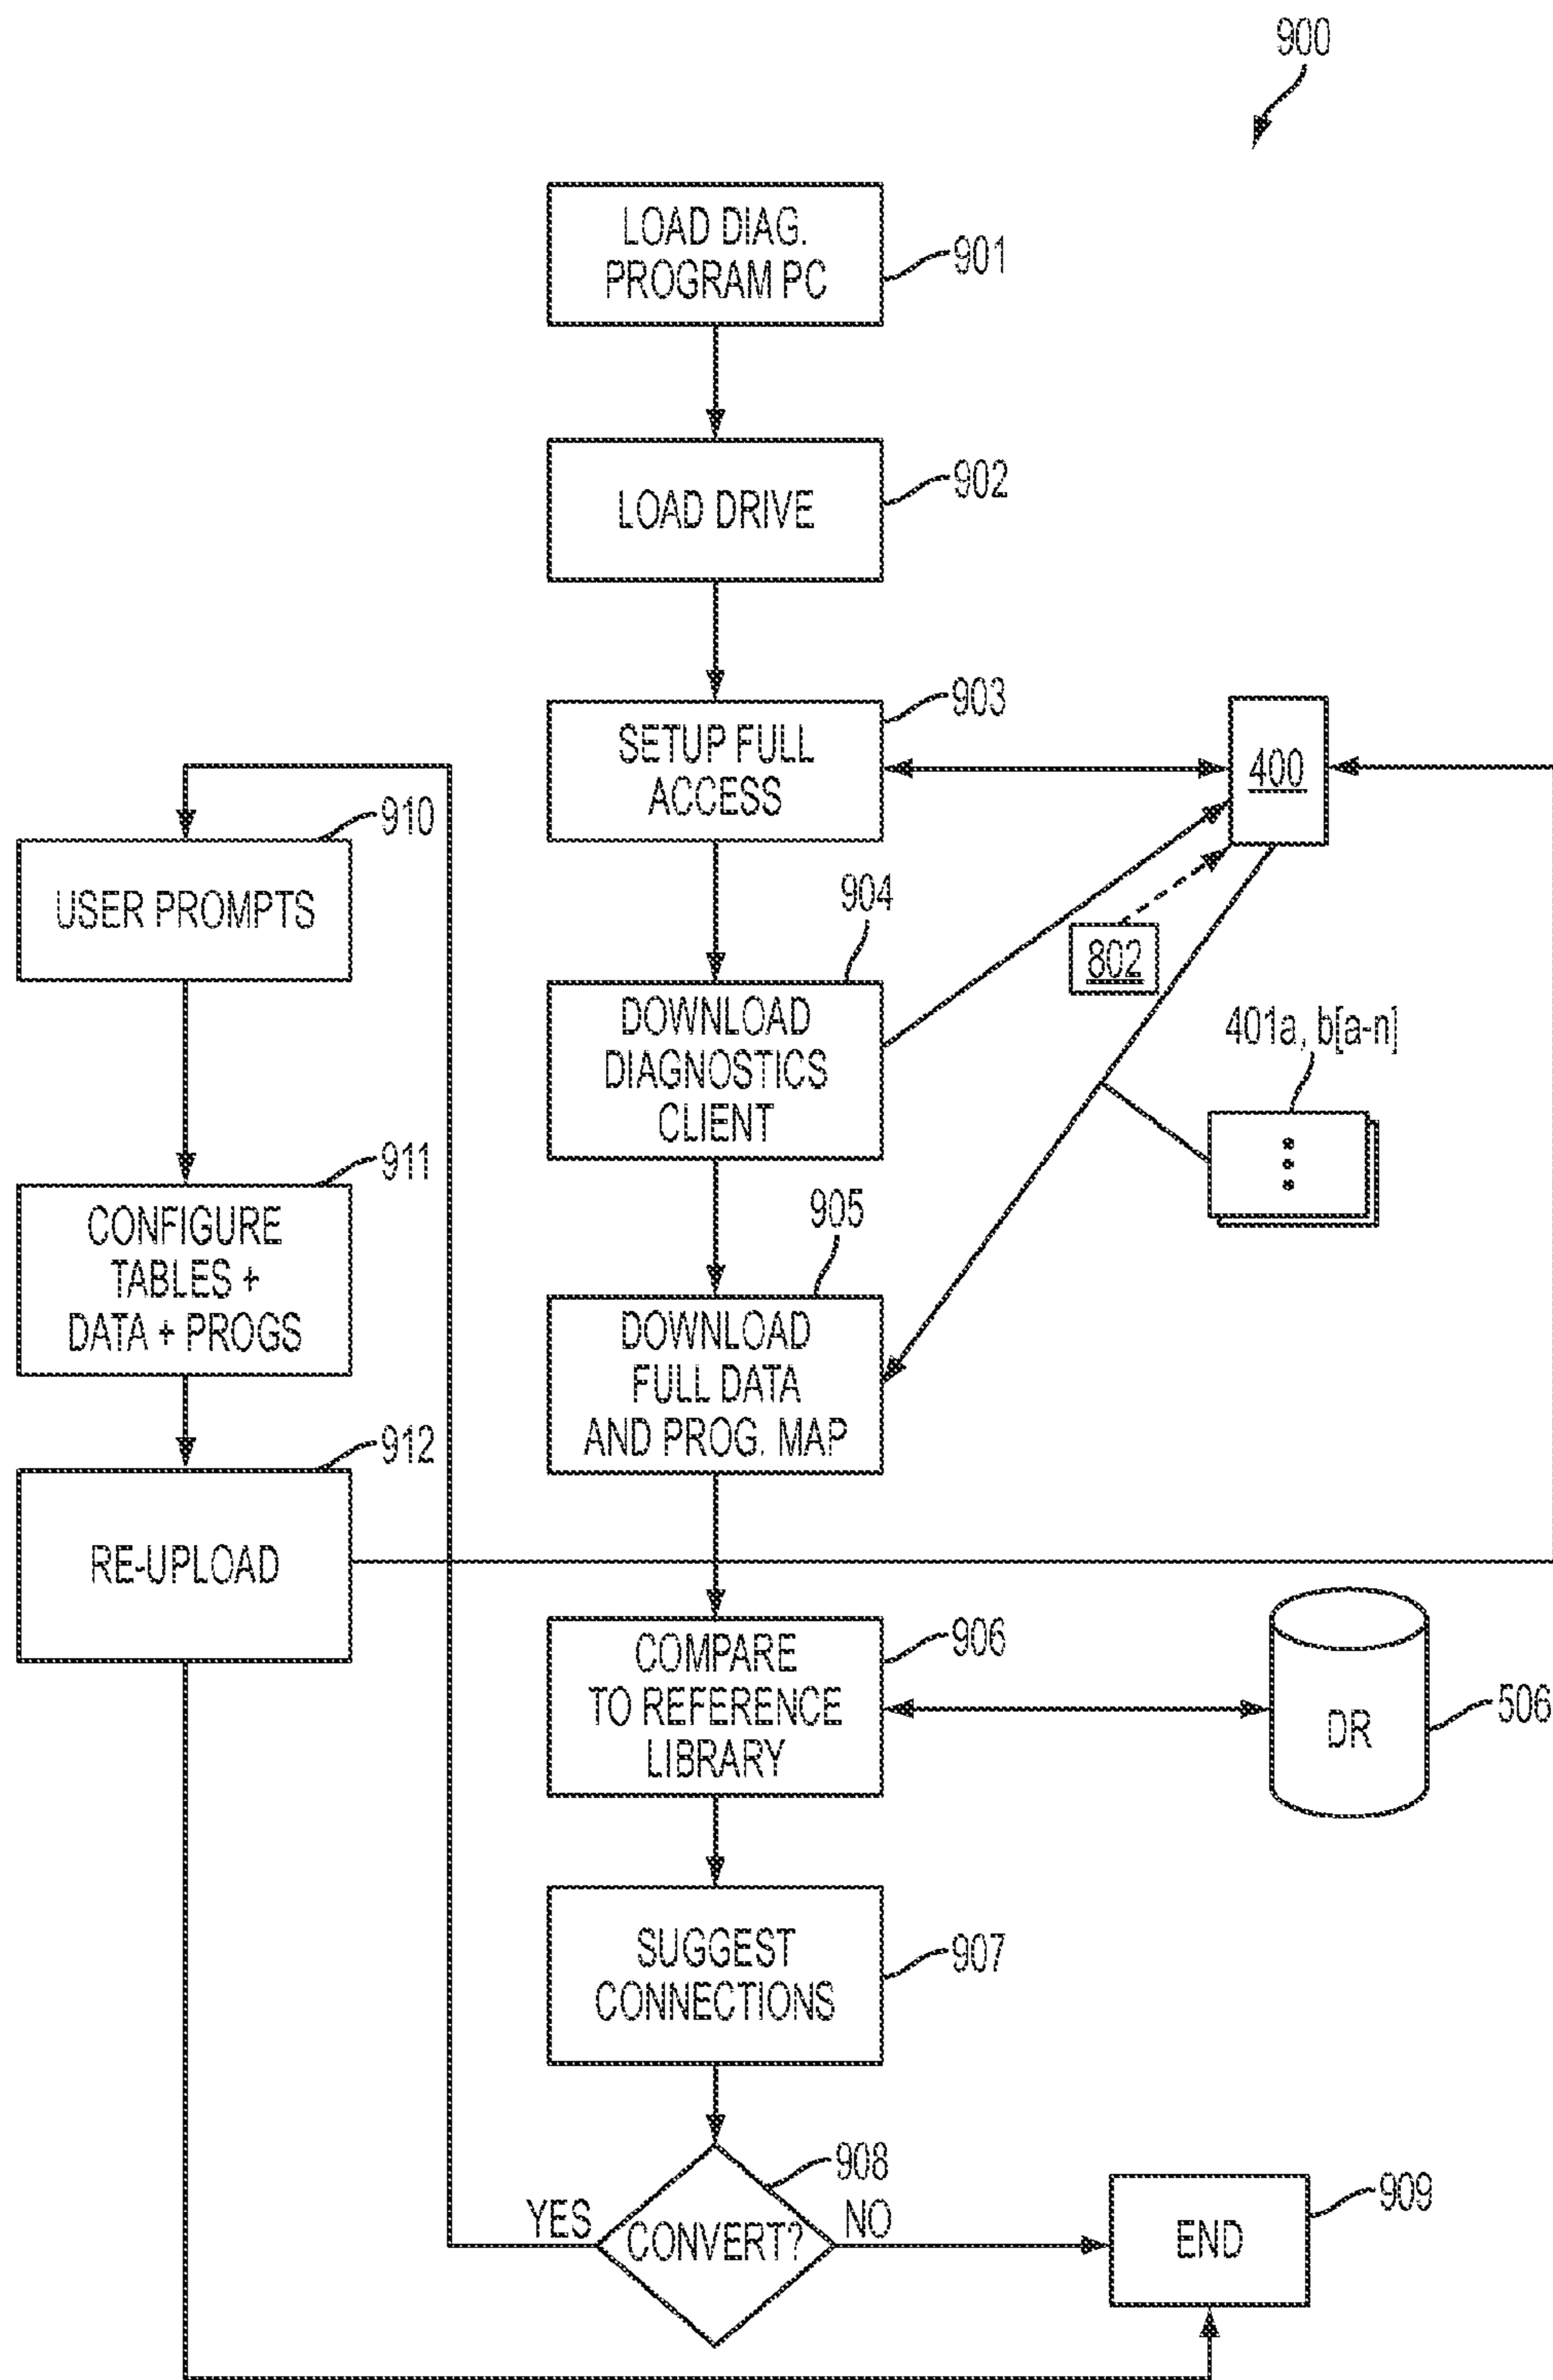 900
LOAD DIAG.
PROGRAM PC
901
LOAD DRIVE
902
903
SETUP FULL
ACCESS
400
910
USER PROMPTS
904
802
DOWNLOAD
DIAGNOSTICS
CLIENT
401a, b[a-n]
911
CONFIGURE
TABLES +
DATA + PROGS
905
DOWNLOAD
FULL DATA
AND PROG. MAP
912
RE-UPLOAD
906
COMPARE
TO REFERENCE
LIBRARY
DR
506
SUGGEST
CONNECTIONS
907
908
YES
CONVERT?
NO
END
909